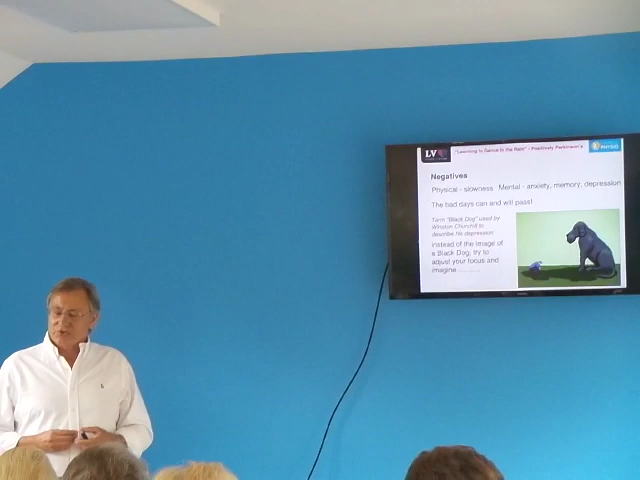 LV
"Learning to Dance in the Rain" - Positively Parkinson's
PHYSIO
Negatives
Physical - slowness Mental - anxiety, memory, depression
The bad days can and will pass!
Term "Black Dog" used by
Winston Churchill to
describe his depression
instead of the image of
a Black Dog; try to
adjust your focus and
imagine..........